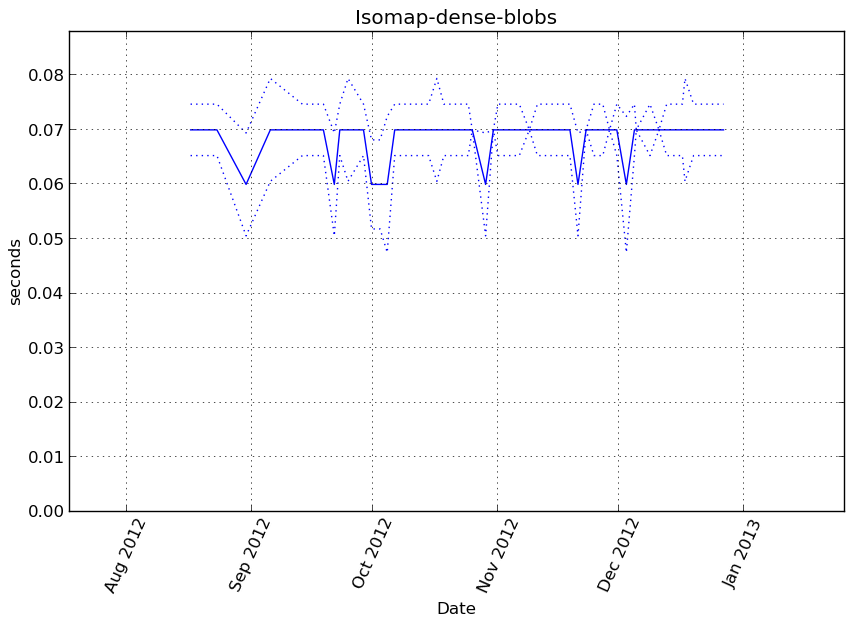 Isomap-dense-blobs
seconds
0.08
0.07
0.06
0.05
0.04
0.03
0.02
0.01
0.00
Aug 2012
Sep 2012
Oct 2012
Nov 2012
Dec 2012
Jan 2013
Date